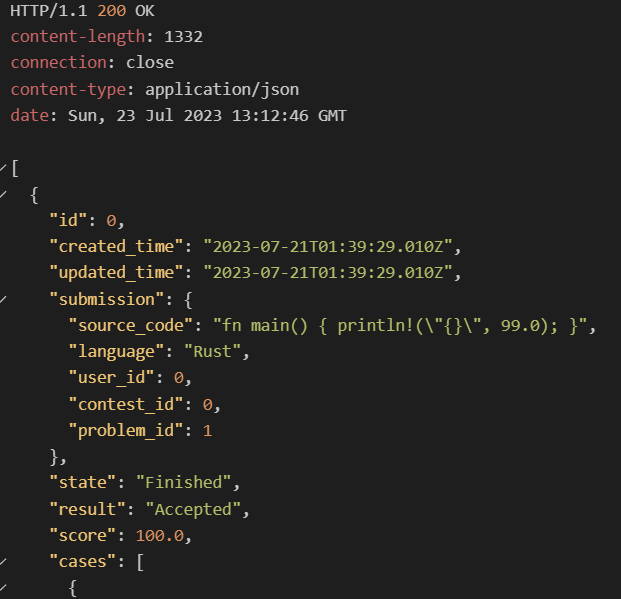 HTTP/1.1 200 OK
content-length: 1332
connection: close
content-type: application/json
date: Sun, 23 Jul 2023 13:12:46 GMT
[
{
"id": 0,
"created_time": "2023-07-21T01:39:29.010Z",
"updated_time": "2023-07-21T01:39:29.010Z",
"submission": {
"source_code": "fn main() { println!(\"{}\", 99.0); }",
"language": "Rust",
"user_id": 0,
"contest_id": 0,
"problem_id": 1
},
"state": "Finished",
"result": "Accepted",
"score": 100.0,
"cases": [
{